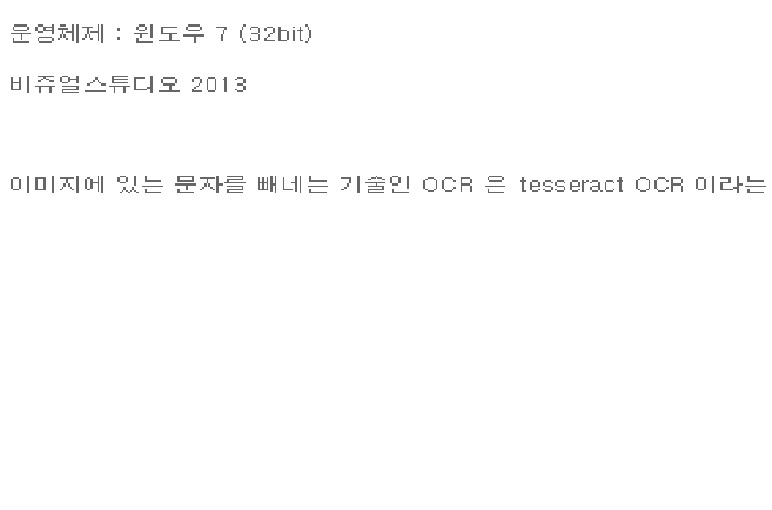 운영체제 : 윈도우 7 (32bit)
비쥬얼스튜디오 2013
이미지에 있는 문자를 빼네는 기술인 OCR 은 tesseract OCR 이라는